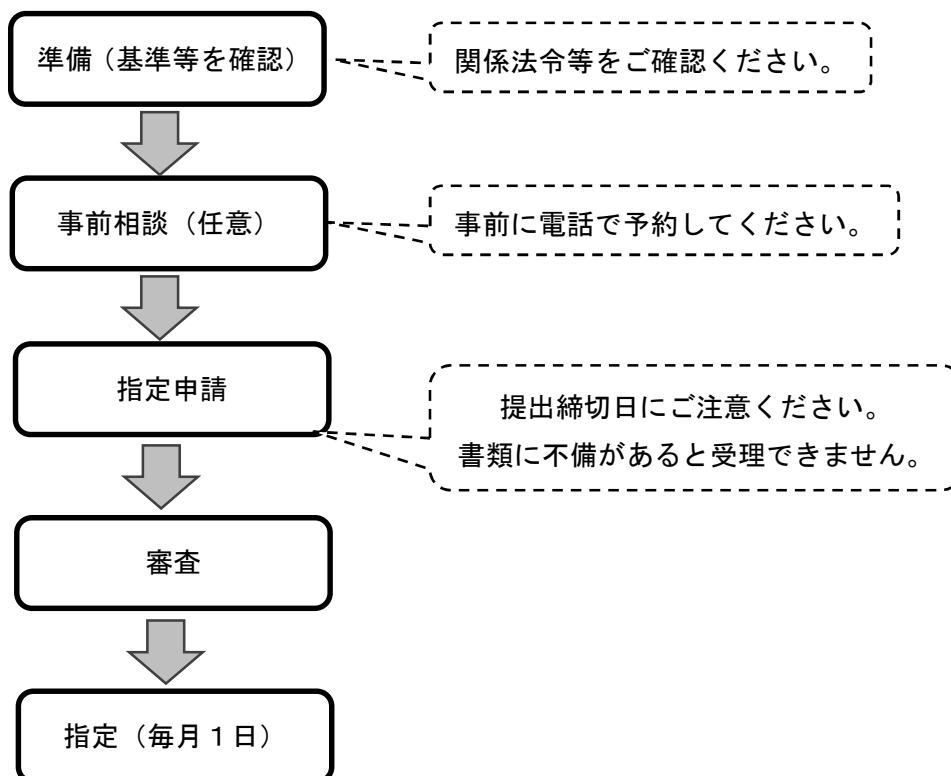 準備（基準等を確認）
関係法令等をご確認ください。
事前相談（任意）
事前に電話で予約してください。
指定申請
提出締切日にご注意ください。
書類に不備があると受理できません。
審査
指定（毎月１日）